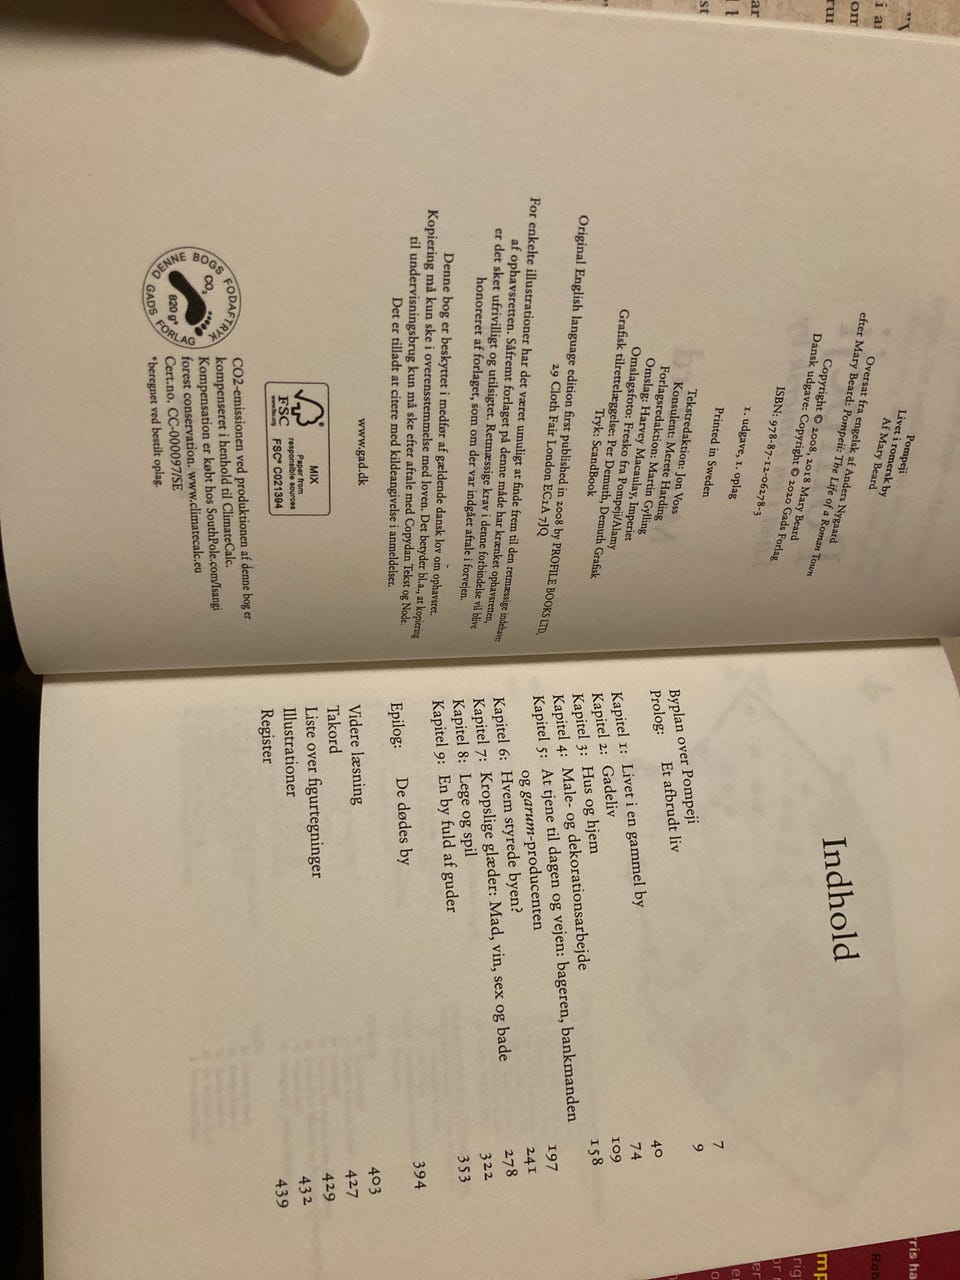 Pompeji
Livet i romersk by
Af Mary Beard
Oversat fra engelsk af Anders Nygaard
efter Mary Beard: Pompeii: The Life of a Roman Town
Copyright © 2008, 2018 Mary Beard
Dansk udgave: Copyright © 2020 Gads Forlag
ISBN: 978-87-12-06278-3
1. udgave, 1. oplag
Printed in Sweden
Tekstredaktion: Jon Voss
Konsulent: Merete Harding
Forlagsredaktion: Martin Gylling
Omslag: Harvey Macaulay, Imperiet
Omslagsfoto: Fresko fra Pompeji/Alamy
Grafisk tilrettelægge: Per Demuth, Demuth Grafisk
Tryk: ScandBook
Original English language edition first published in 2008 by PROFILE BOOKS LTD,
29 Cloth Fair London EC1A 7JQ
For enkelte illustrationer har det været umuligt at finde frem til den retmæssige indehaver
af ophavsretten. Såfremt forlaget på denne måde har krænket ophavsretten,
er det sket ufrivilligt og utilsigtet. Retmæssige krav i denne forbindelse vil blive
honoreret af forlaget, som om der var indgået aftale i forvejen.
Denne bog er beskyttet i medfør af gældende dansk lov om ophavsret.
Kopiering må kun ske i overensstemmelse med loven. Det betyder bl.a., at kopiering
til undervisningsbrug kun må ske efter aftale med Copydan Tekst og Node.
Det er tilladt at citere med kildeangivelse i anmeldelser.
www.gad.dk
FSC
www.fsc.org
MIX
Paper from
responsible sources
FSC® C021394
DENNE BOGS FODAFTRYK
CO₂
820 g*
GADS FORLAG
CO2-emissionen ved produktionen af denne bog er
kompenseret i henhold til ClimateCalc.
Kompensation er købt hos SouthPole.com/Isangi
forest conservation. www.climatecalc.eu
Cert.no. CC-000097/SE
*beregnet ved bestilt oplag.
Indhold
Byplan over Pompeji 7
Prolog: Et afbrudt liv 9
Kapitel 1: Livet i en gammel by 40
Kapitel 2: Gadeliv 74
Kapitel 3: Hus og hjem 109
Kapitel 4: Male- og dekorationsarbejde 158
Kapitel 5: At tjene til dagen og vejen: bageren, bankmanden
og garum-producenten 197
Kapitel 6: Hvem styrede byen? 241
Kapitel 7: Kropslige glæder: Mad, vin, sex og bade 278
Kapitel 8: Lege og spil 322
Kapitel 9: En by fuld af guder 353
Epilog: De dødes by 394
Videre læsning 403
Takord 427
Liste over figurtegninger 429
Illustrationer 432
Register 439